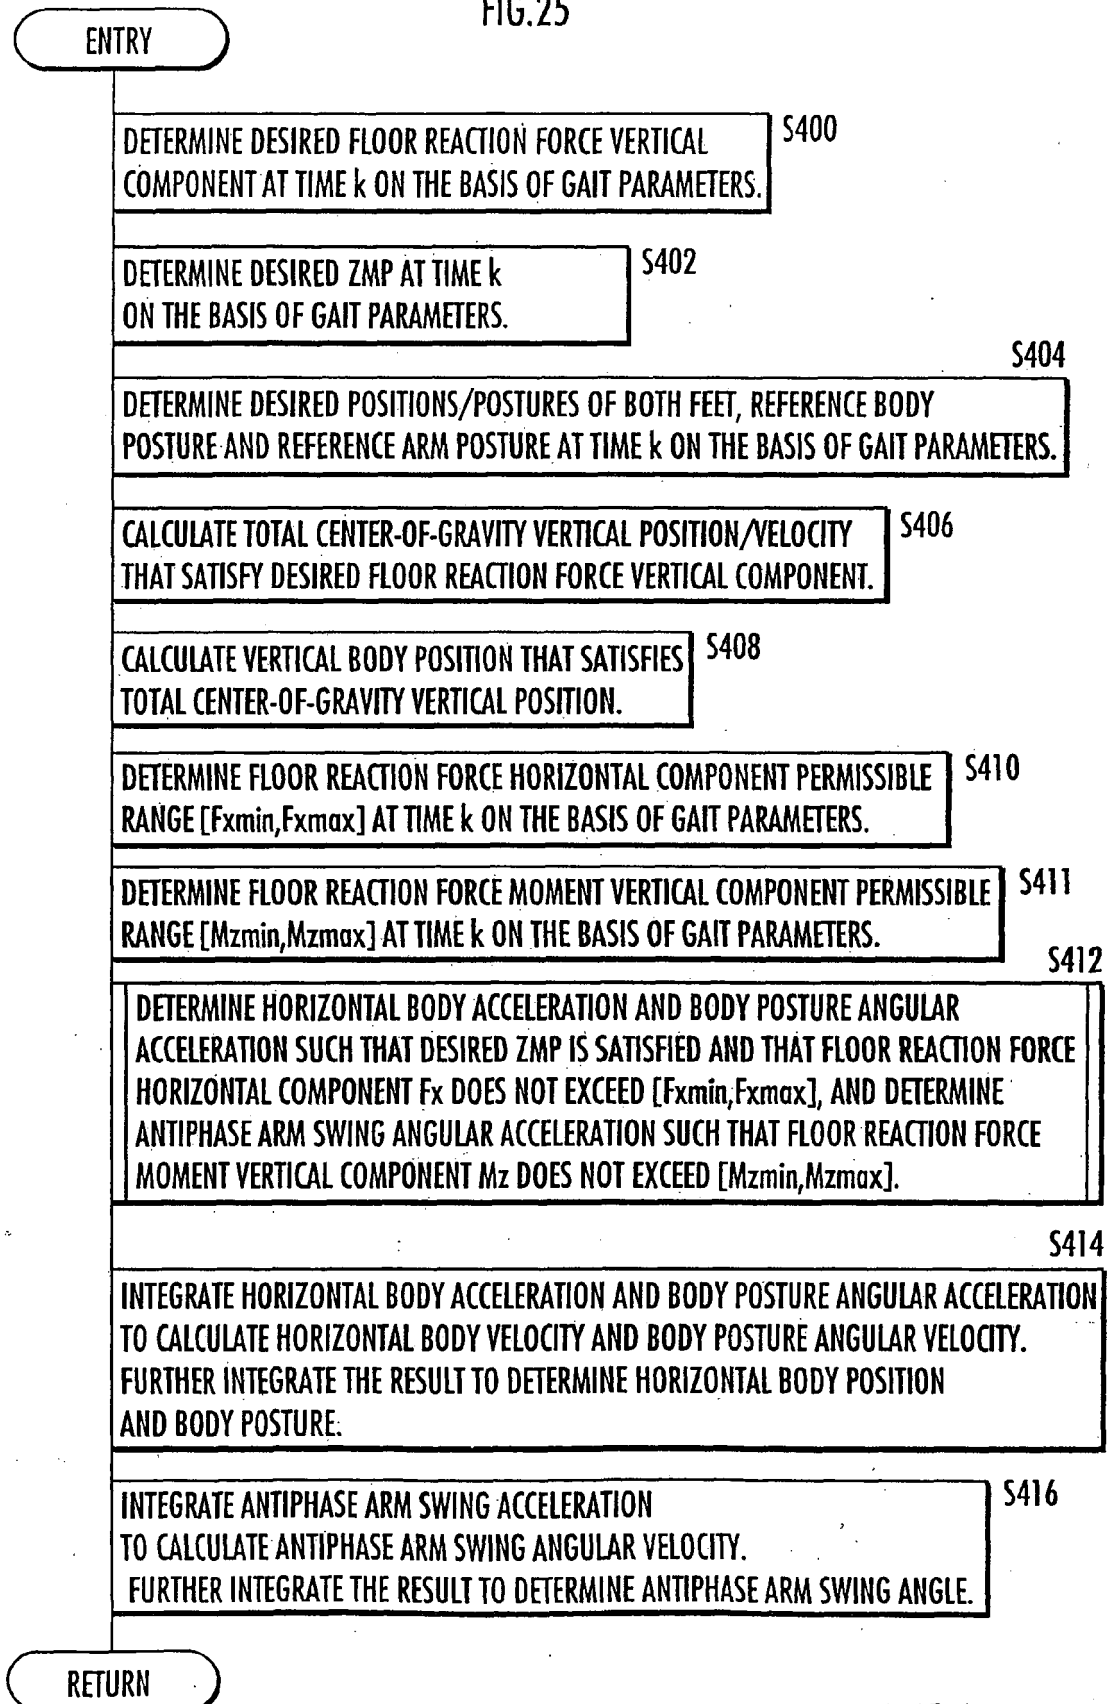 FIG.25
ENTRY
S400
DETERMINE DESIRED FLOOR REACTION FORCE VERTICAL
COMPONENT AT TIME k ON THE BASIS OF GAIT PARAMETERS.
S402
DETERMINE DESIRED ZMP AT TIME k
ON THE BASIS OF GAIT PARAMETERS.
S404
DETERMINE DESIRED POSITIONS/POSTURES OF BOTH FEET, REFERENCE BODY
POSTURE AND REFERENCE ARM POSTURE AT TIME k ON THE BASIS OF GAIT PARAMETERS.
S406
CALCULATE TOTAL CENTER-OF-GRAVITY VERTICAL POSITION/VELOCITY
THAT SATISFY DESIRED FLOOR REACTION FORCE VERTICAL COMPONENT.
S408
CALCULATE VERTICAL BODY POSITION THAT SATISFIES
TOTAL CENTER-OF-GRAVITY VERTICAL POSITION.
S410
DETERMINE FLOOR REACTION FORCE HORIZONTAL COMPONENT PERMISSIBLE
RANGE [Fxmin,Fxmax] AT TIME k ON THE BASIS OF GAIT PARAMETERS.
S411
DETERMINE FLOOR REACTION FORCE MOMENT VERTICAL COMPONENT PERMISSIBLE
RANGE [Mzmin,Mzmax] AT TIME k ON THE BASIS OF GAIT PARAMETERS.
S412
DETERMINE HORIZONTAL BODY ACCELERATION AND BODY POSTURE ANGULAR
ACCELERATION SUCH THAT DESIRED ZMP IS SATISFIED AND THAT FLOOR REACTION FORCE
HORIZONTAL COMPONENT Fx DOES NOT EXCEED [Fxmin,Fxmax], AND DETERMINE
ANTIPHASE ARM SWING ANGULAR ACCELERATION SUCH THAT FLOOR REACTION FORCE
MOMENT VERTICAL COMPONENT Mz DOES NOT EXCEED [Mzmin,Mzmax].
S414
INTEGRATE HORIZONTAL BODY ACCELERATION AND BODY POSTURE ANGULAR ACCELERATION
TO CALCULATE HORIZONTAL BODY VELOCITY AND BODY POSTURE ANGULAR VELOCITY.
FURTHER INTEGRATE THE RESULT TO DETERMINE HORIZONTAL BODY POSITION
AND BODY POSTURE.
S416
INTEGRATE ANTIPHASE ARM SWING ACCELERATION
TO CALCULATE ANTIPHASE ARM SWING ANGULAR VELOCITY.
FURTHER INTEGRATE THE RESULT TO DETERMINE ANTIPHASE ARM SWING ANGLE.
RETURN